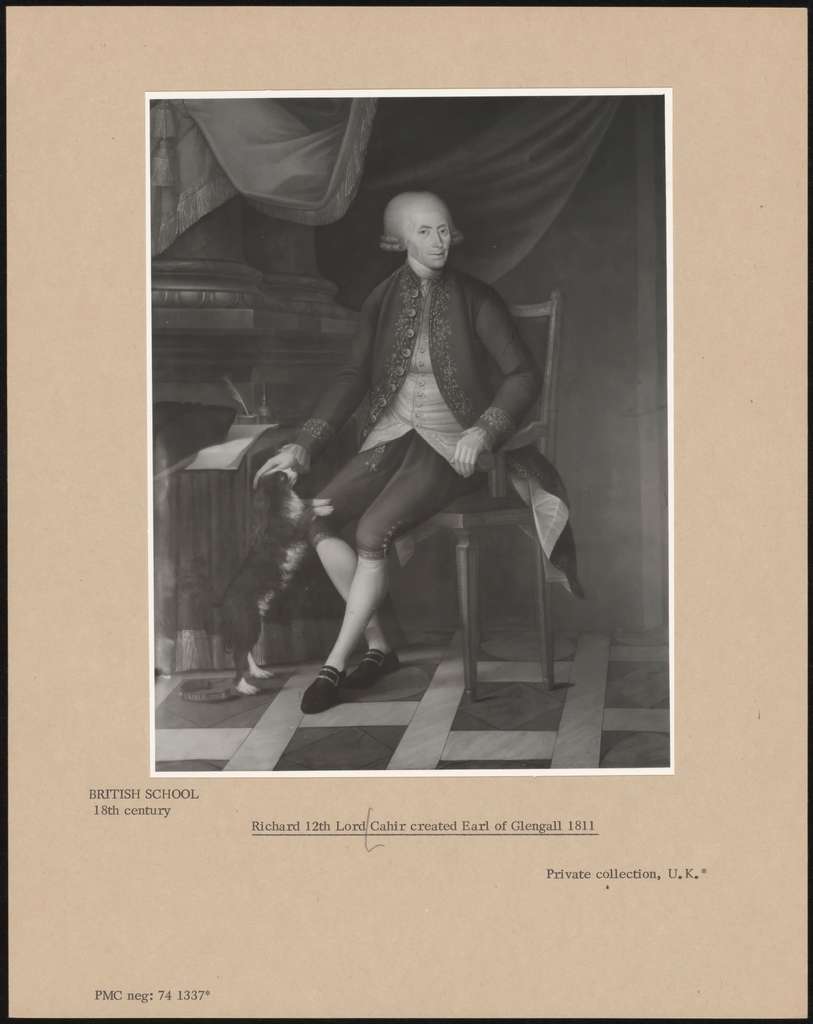 BRITISH SCHOOL
18th century
Richard 12th Lord Cahir created Earl of Glengall 1811
Private collection, U.K.*
PMC neg: 74 1337*